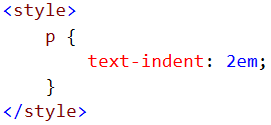 <style>
    p {
        text-indent: 2em;
    }
</style>